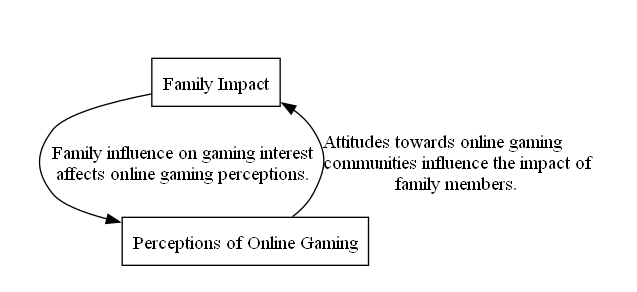 Family Impact
Family influence on gaming interest
affects online gaming perceptions.
Attitudes towards online gaming
communities influence the impact of
family members.
Perceptions of Online Gaming